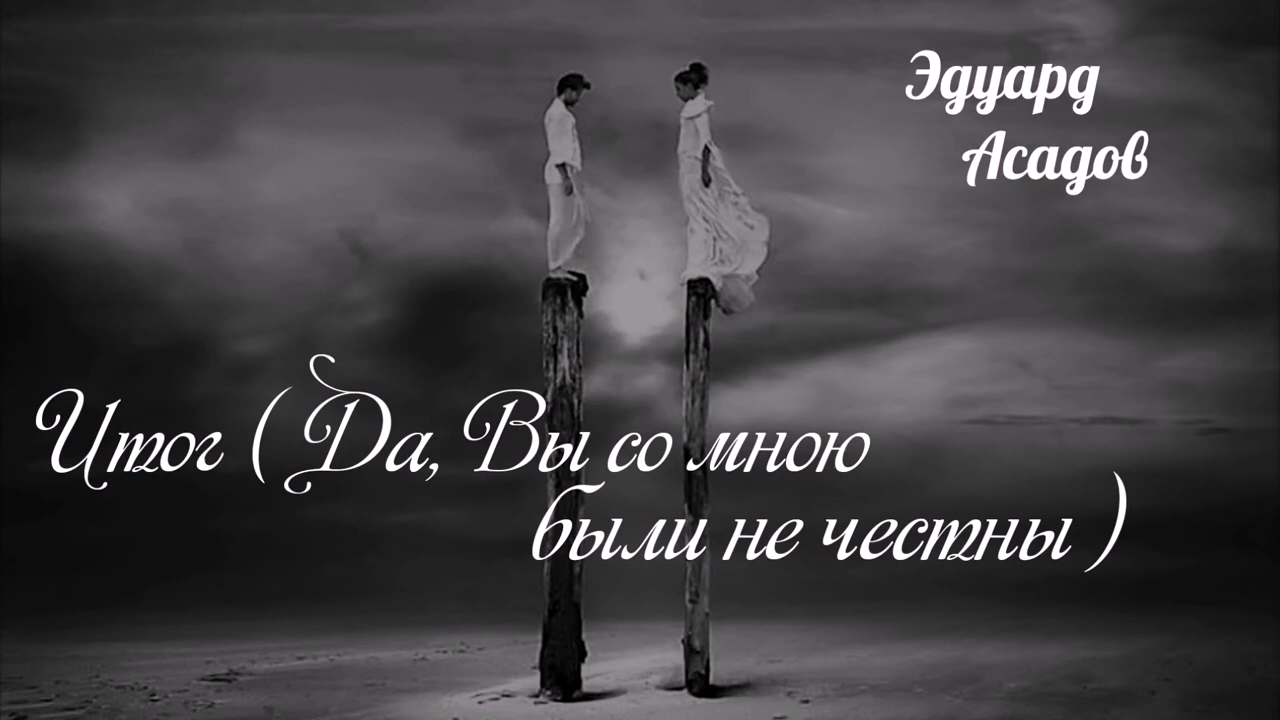 Эдуард
Асадов
Итог ( Да, Вы со мною
были не честны )